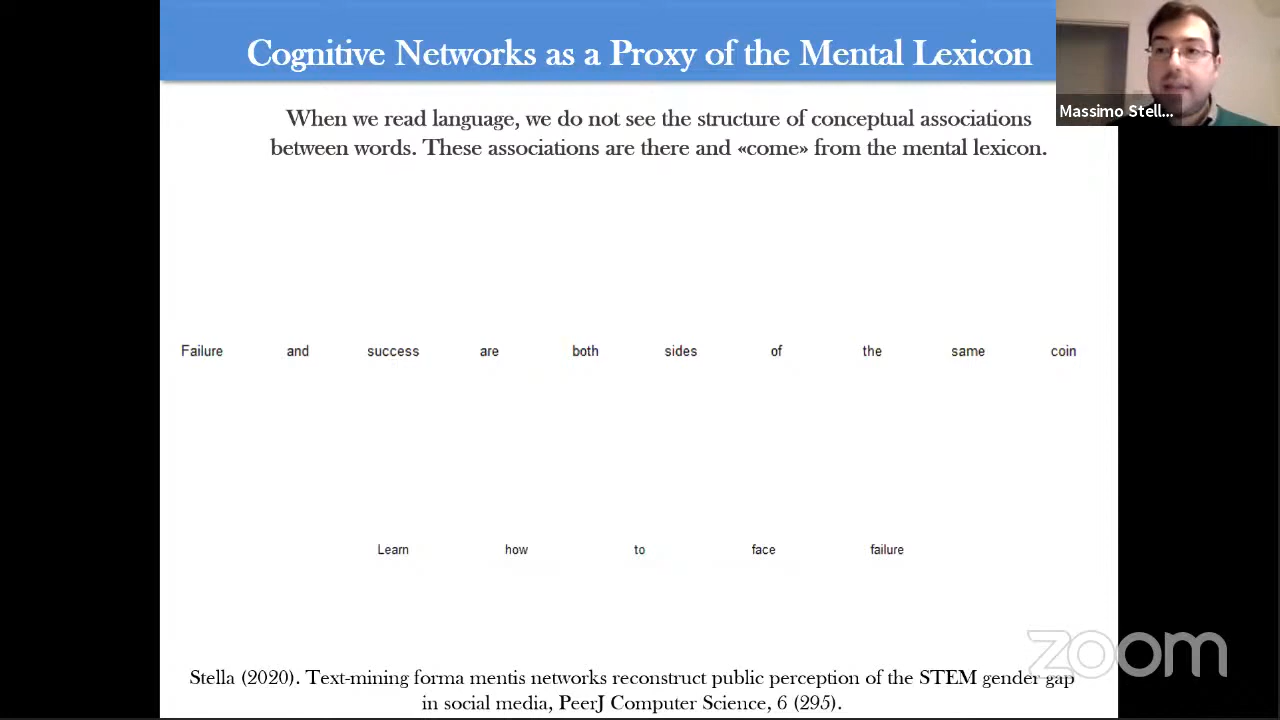 Cognitive Networks as a Proxy of the Mental Lexicon
Massimo Stell...
When we read language, we do not see the structure of conceptual associations
between words. These associations are there and «come» from the mental lexicon.
Failure and success are both sides of the same coin
Learn how to face failure
zoom
Stella (2020). Text-mining forma mentis networks reconstruct public perception of the STEM gender gap
in social media, PeerJ Computer Science, 6 (295).